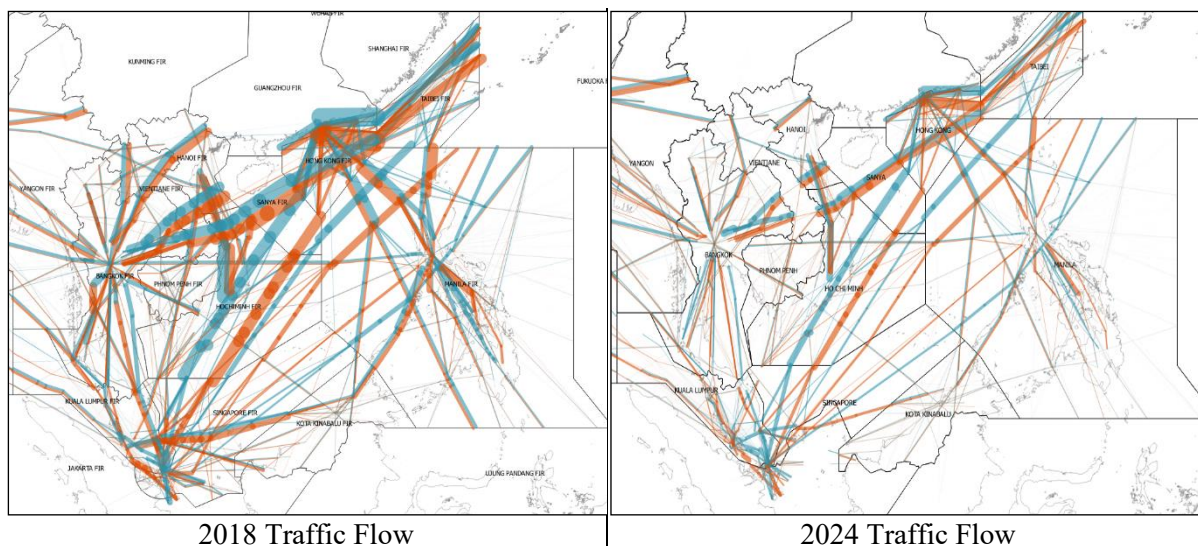 WUHAN FIR
SHANGHAI FIR
KUNMING FIR
GUANGZHOU FIR
FUKUOKA FIR
TAIBEI FIR
HANOI FIR
HONG KONG FIR
YANGON FIR
VIENTIANE FIR
SANYA FIR
BANGKOK FIR
PHNOM PENH FIR
MANILA FIR
HOCHIMINH FIR
KUALA LUMPUR FIR
SINGAPORE FIR
KOTA KINABALU FIR
JAKARTA FIR
UJUNG PANDANG FIR
2018 Traffic Flow
TAIBEI
HANOI
HONG KONG
YANGON
VIENTIANE
SANYA
BANGKOK
PHNOM PENH
MANILA
HO CHI MINH
KUALA LUMPUR
SINGAPORE
KOTA KINABALU
2024 Traffic Flow